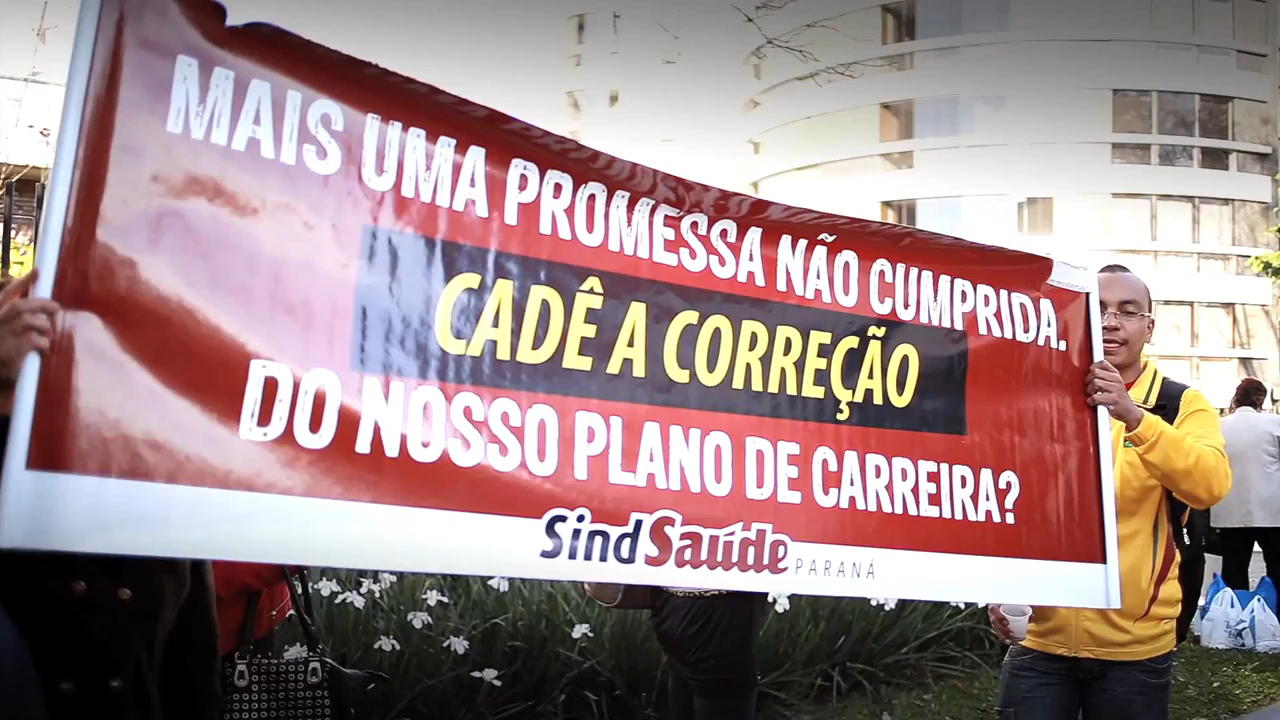 MAIS UMA PROMESSA NÃO CUMPRIDA.
CADÊ A CORREÇÃO
DO NOSSO PLANO DE CARREIRA?
SindSaúde PARANÁ